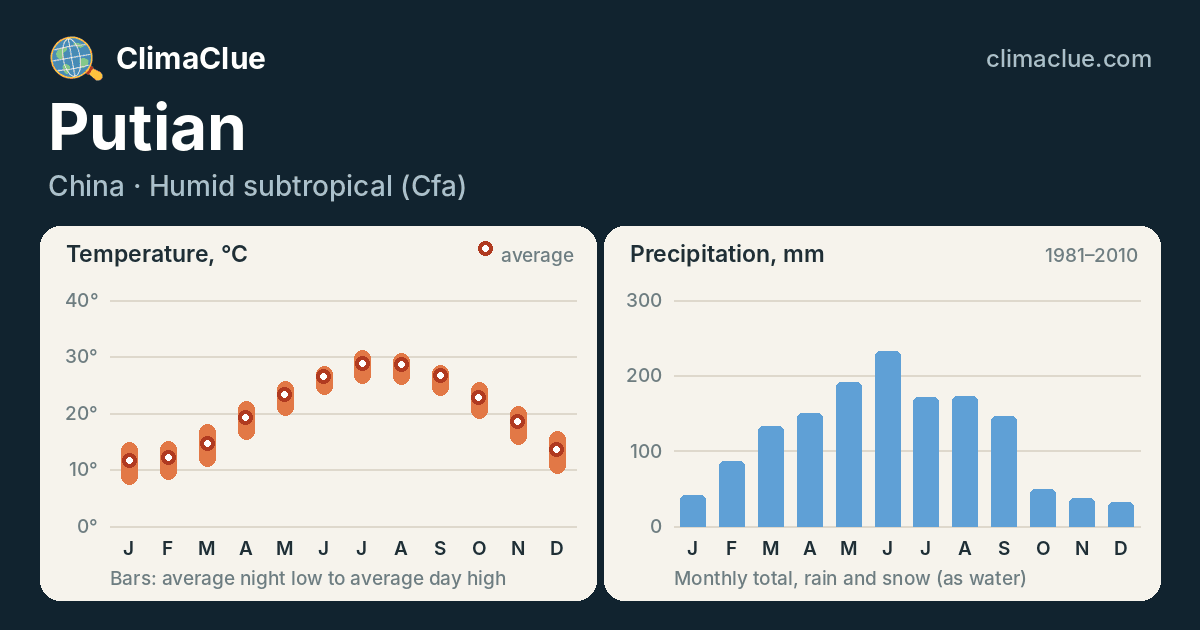 ClimaClue
climaclue.com
Putian
China · Humid subtropical (Cfa)
Temperature, °C
average
40°
30°
20°
10°
0°
J F M A M J J A S O N D
Bars: average night low to average day high
Precipitation, mm
1981–2010
300
200
100
0
J F M A M J J A S O N D
Monthly total, rain and snow (as water)